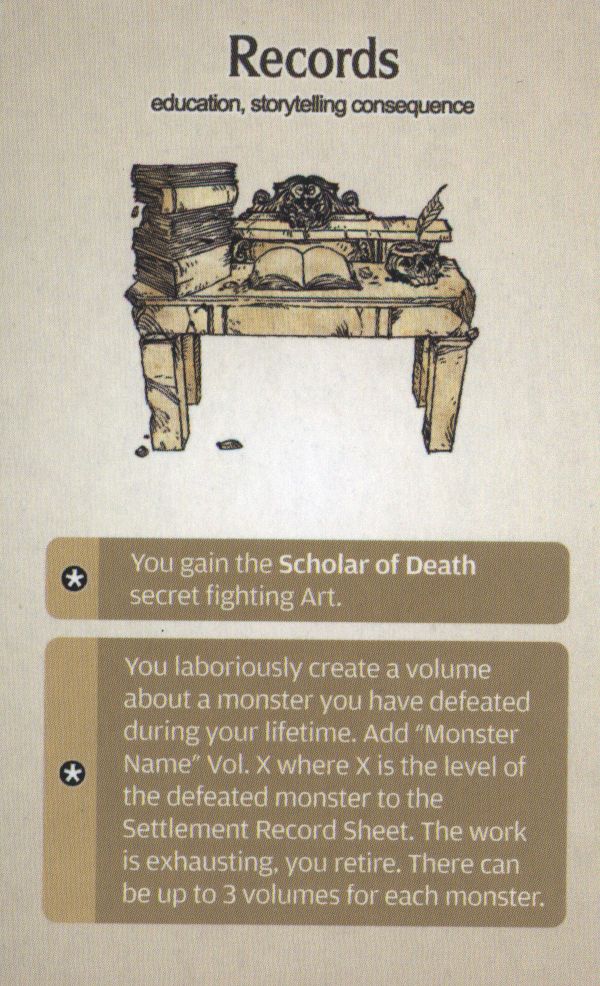 Records
education, storytelling consequence
You gain the Scholar of Death
secret fighting Art.
You laboriously create a volume
about a monster you have defeated
during your lifetime. Add "Monster
Name" Vol. X where X is the level of
the defeated monster to the
Settlement Record Sheet. The work
is exhausting, you retire. There can
be up to 3 volumes for each monster.